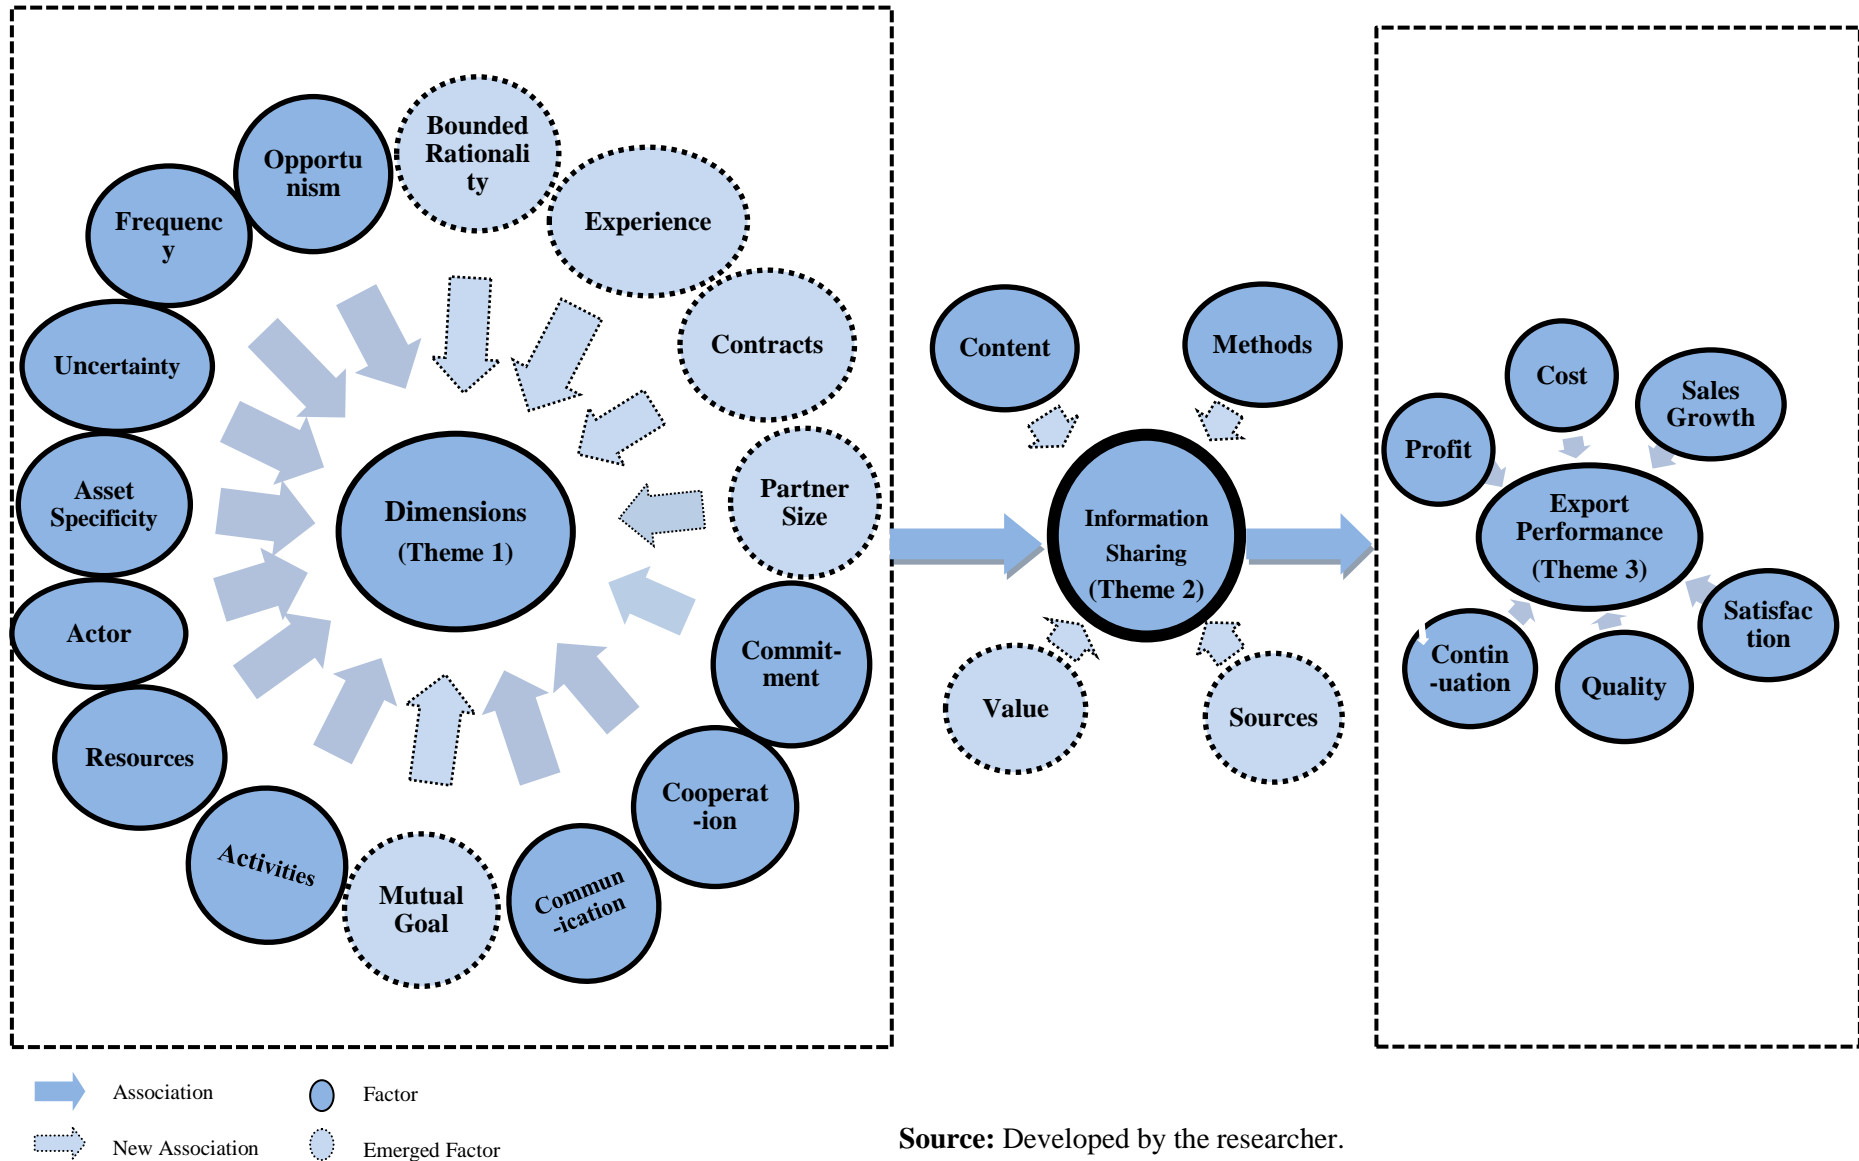 Bounded
Rationali
ty
Opportu
nism
Experience
Frequenc
y
Contracts
Uncertainty
Partner
Size
Asset
Specificity
Dimensions
(Theme 1)
Actor
Commit-
ment
Resources
Cooperat
-ion
Activities
Mutual
Goal
Commun
-ication
Content
Methods
Information
Sharing
(Theme 2)
Value
Sources
Cost
Sales
Growth
Profit
Export
Performance
(Theme 3)
Satisfac
tion
Contin
-uation
Quality
Association
Factor
New Association
Emerged Factor
Source: Developed by the researcher.